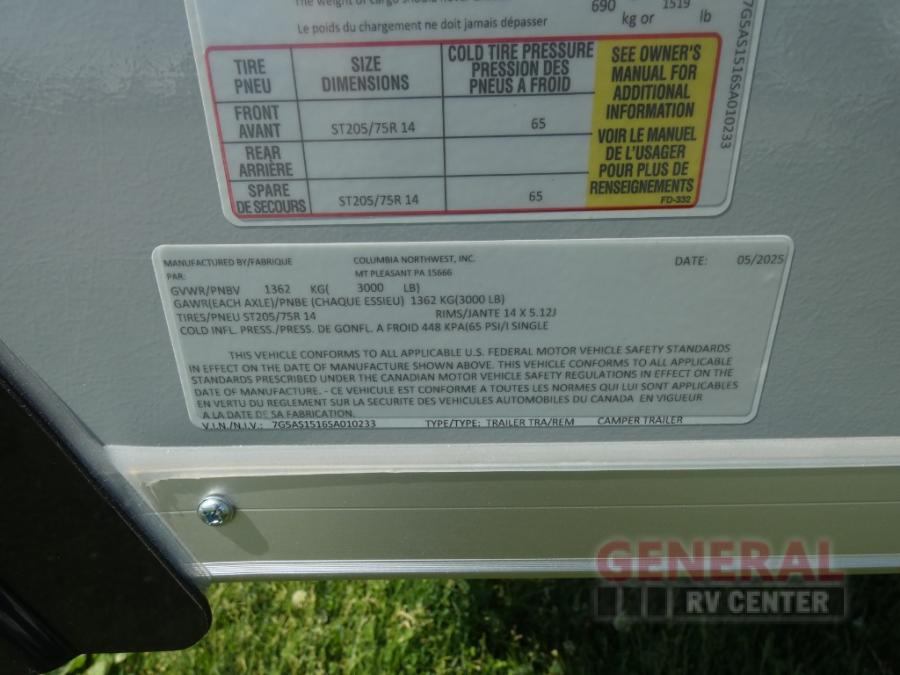 The weight of cargo should never
690 1519
Le poids du chargement ne doit jamais dépasser kg or lb
TIRE PNEU SIZE DIMENSIONS COLD TIRE PRESSURE PRESSION DES PNEUS A FROID
FRONT AVANT ST205/75R 14 65
REAR ARRIÈRE
SPARE DE SECOURS ST205/75R 14 65
SEE OWNER'S
MANUAL FOR
ADDITIONAL
INFORMATION
VOIR LE MANUEL
DE L'USAGER
POUR PLUS DE
RENSEIGNEMENTS
FD-332
7G5AS1516SA010233
MANUFACTURED BY/FABRIQUE COLUMBIA NORTHWEST, INC. DATE: 05/2025
PAR: MT PLEASANT PA 15666
GVWR/PNBV 1362 KG( 3000 LB)
GAWR(EACH AXLE)/PNBE (CHAQUE ESSIEU) 1362 KG(3000 LB)
TIRES/PNEU ST205/75R 14 RIMS/JANTE 14 X 5.12J
COLD INFL. PRESS./PRESS. DE GONFL. A FROID 448 KPA(65 PSI/I SINGLE
THIS VEHICLE CONFORMS TO ALL APPLICABLE U.S. FEDERAL MOTOR VEHICLE SAFETY STANDARDS
IN EFFECT ON THE DATE OF MANUFACTURE SHOWN ABOVE. THIS VEHICLE CONFORMS TO ALL APPLICABLE
STANDARDS PRESCRIBED UNDER THE CANADIAN MOTOR VEHICLE SAFETY REGULATIONS IN EFFECT ON THE
DATE OF MANUFACTURE. - CE VEHICULE EST CONFORME A TOUTES LES NORMES QUI LUI SONT APPLICABLES
EN VERTU DU REGLEMENT SUR LA SECURITE DES VEHICULES AUTOMOBILES DU CANADA EN VIGUEUR
A LA DATE DE SA FABRICATION.
V.I.N./N.I.V.: 7G5AS1516SA010233 TYPE/TYPE: TRAILER TRA/REM CAMPER TRAILER
GENERAL
RV CENTER